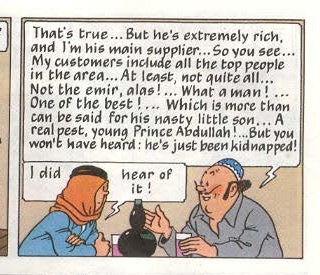 That's true... But he's extremely rich,
and I'm his main supplier... So you see...
My customers include all the top people
in the area... At least, not quite all...
Not the emir, alas!... What a man!...
One of the best!... Which is more than
can be said for his nasty little son... A
real pest, young Prince Abdullah!...But you
won't have heard: he's just been kidnapped!
I did hear of
it!